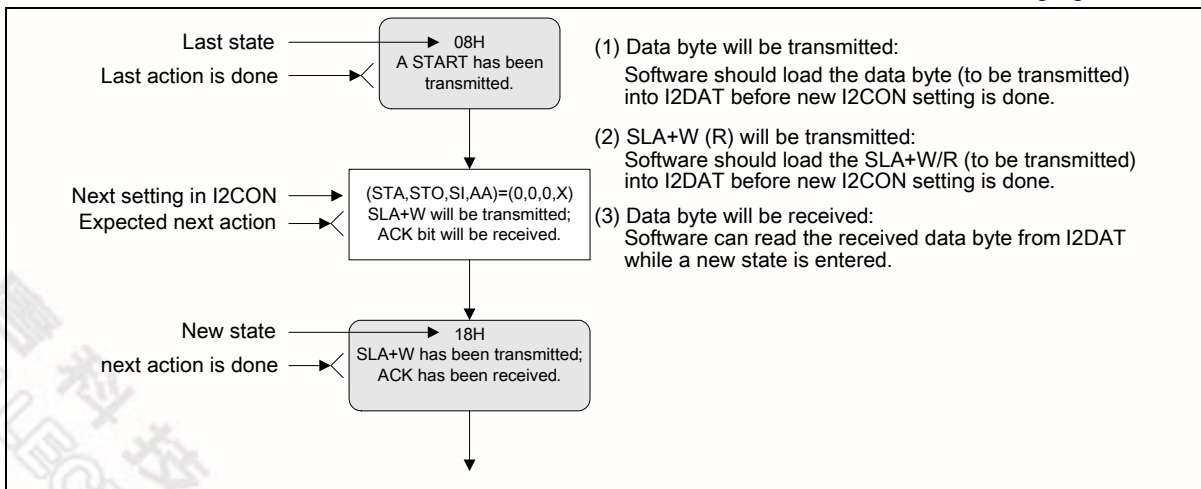 Last state
Last action is done
08H
A START has been
transmitted.
Next setting in I2CON
Expected next action
(STA,STO,SI,AA)=(0,0,0,X)
SLA+W will be transmitted;
ACK bit will be received.
New state
next action is done
18H
SLA+W has been transmitted;
ACK has been received.
(1) Data byte will be transmitted:
Software should load the data byte (to be transmitted)
into I2DAT before new I2CON setting is done.
(2) SLA+W (R) will be transmitted:
Software should load the SLA+W/R (to be transmitted)
into I2DAT before new I2CON setting is done.
(3) Data byte will be received:
Software can read the received data byte from I2DAT
while a new state is entered.